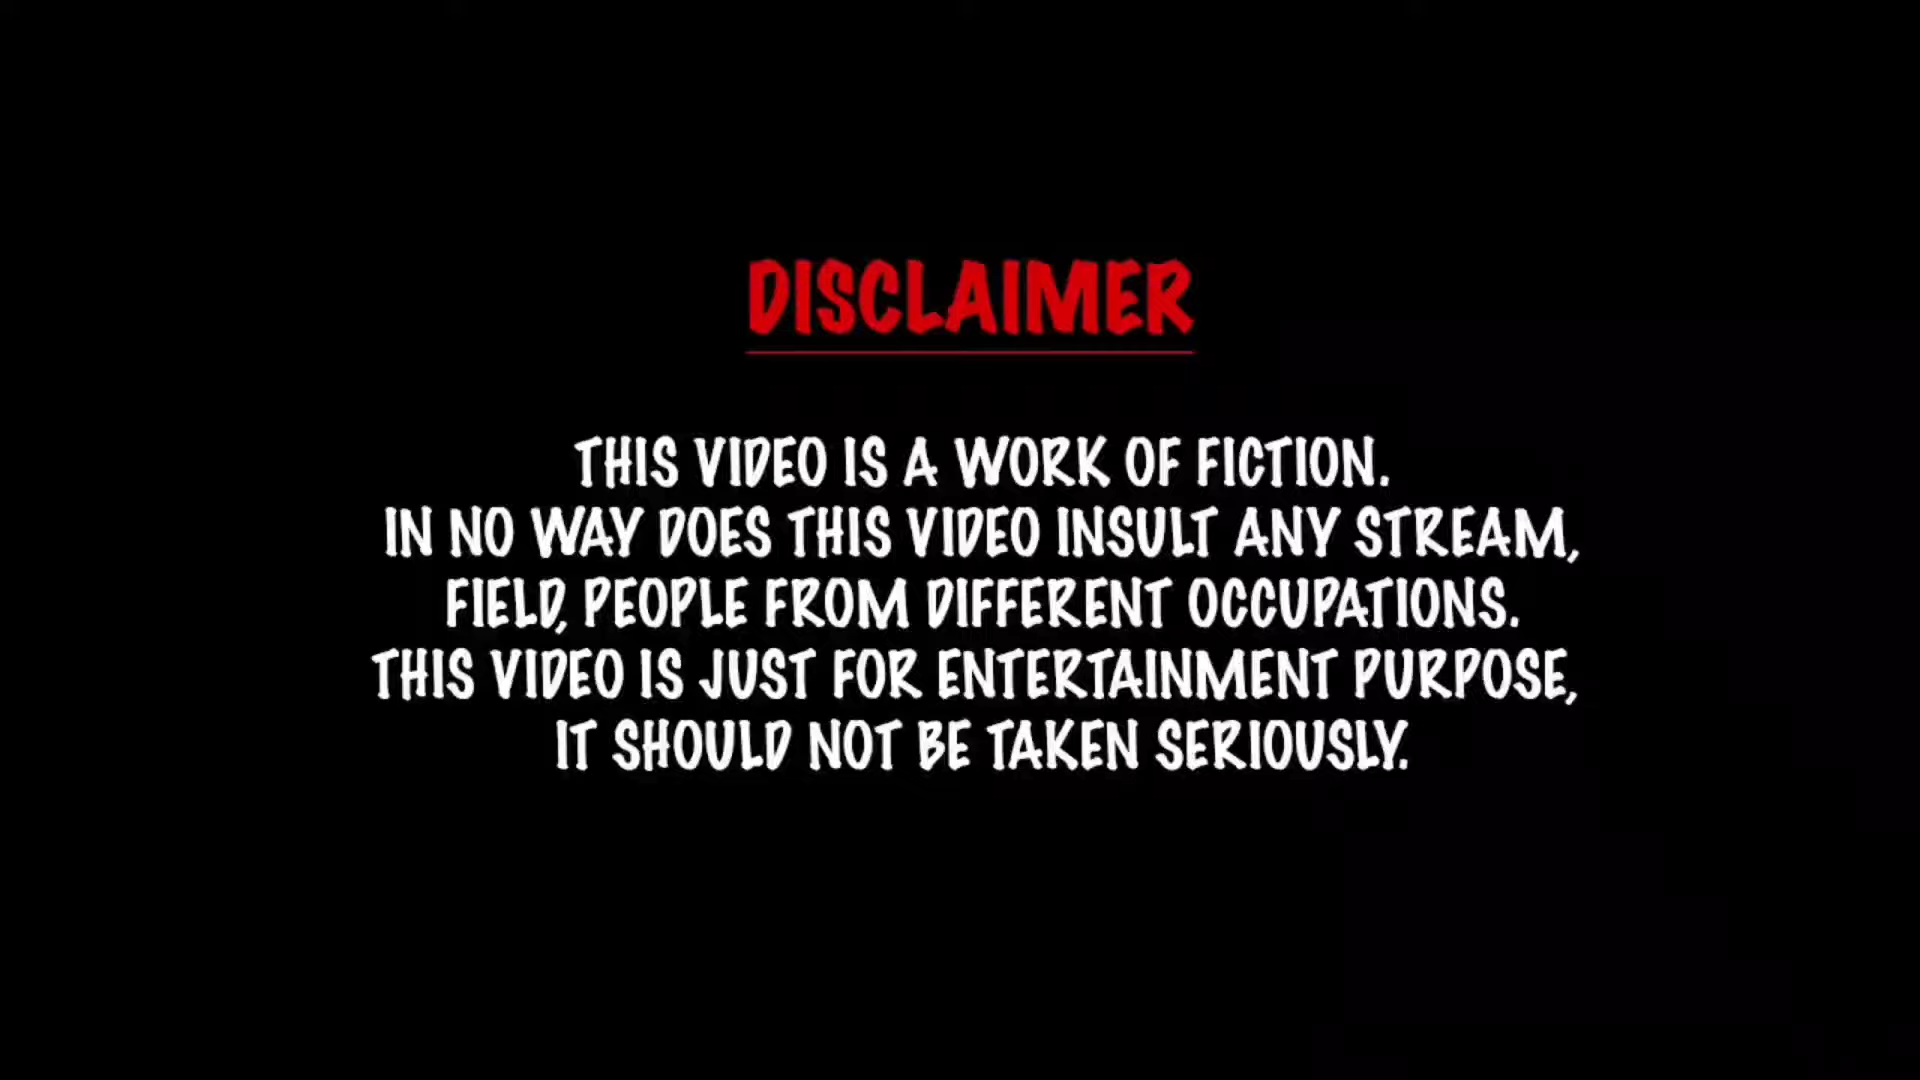 DISCLAIMER
THIS VIDEO IS A WORK OF FICTION.
IN NO WAY DOES THIS VIDEO INSULT ANY STREAM,
FIELD, PEOPLE FROM DIFFERENT OCCUPATIONS.
THIS VIDEO IS JUST FOR ENTERTAINMENT PURPOSE,
IT SHOULD NOT BE TAKEN SERIOUSLY.